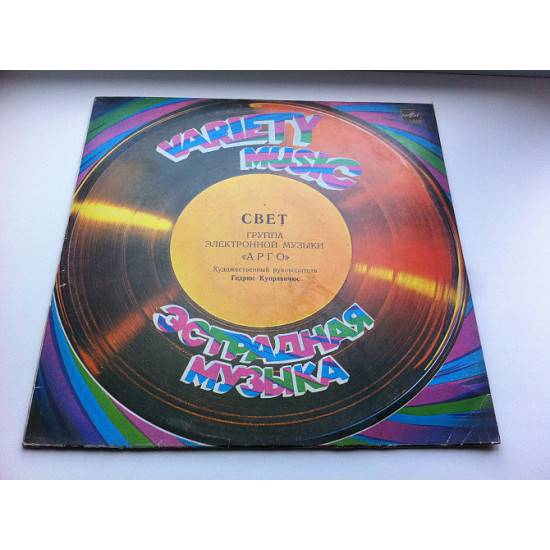 VARIETY
MUSIC
СВЕТ
ГРУППА
ЭЛЕКТРОННОЙ МУЗЫКИ
«АРГО»
Художественный руководитель
Гедрюс Купрявичюс
ЭСТРАДНАЯ
МУЗЫКА